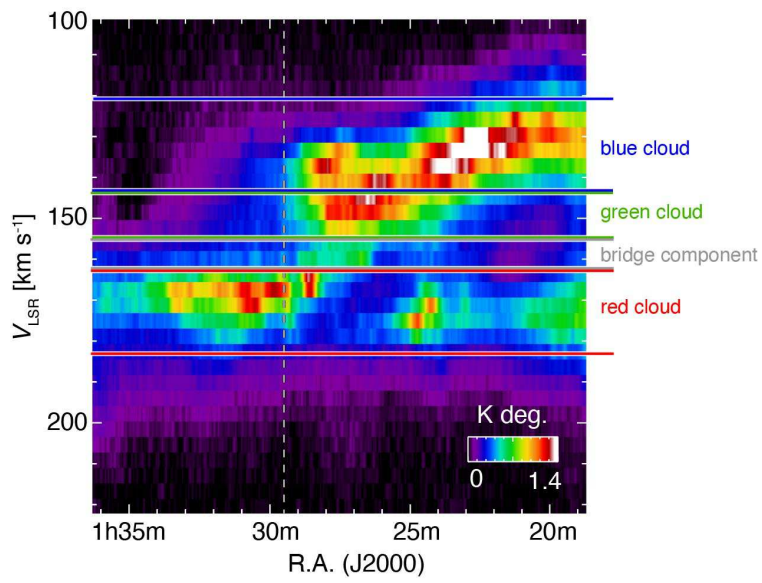 100
150
200
V_LSR [km s⁻¹]
blue cloud
green cloud
bridge component
red cloud
K deg.
0 1.4
1h35m 30m 25m 20m
R.A. (J2000)